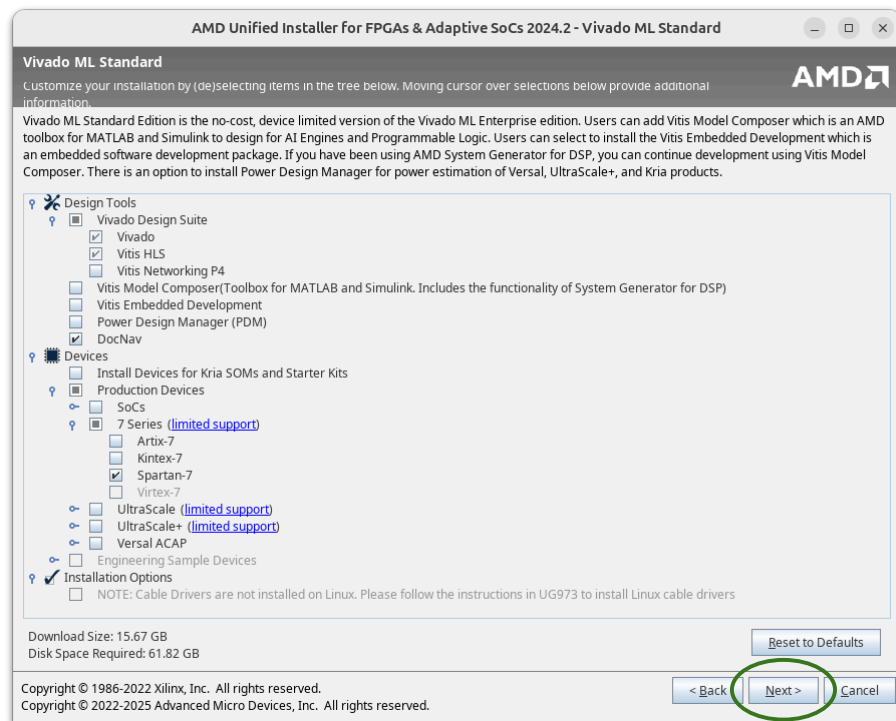 AMD Unified Installer for FPGAs & Adaptive SoCs 2024.2 - Vivado ML Standard
Vivado ML Standard
Customize your installation by (de)selecting items in the tree below. Moving cursor over selections below provide additional
information.
AMD
Vivado ML Standard Edition is the no-cost, device limited version of the Vivado ML Enterprise edition. Users can add Vitis Model Composer which is an AMD
toolbox for MATLAB and Simulink to design for AI Engines and Programmable Logic. Users can select to install the Vitis Embedded Development which is
an embedded software development package. If you have been using AMD System Generator for DSP, you can continue development using Vitis Model
Composer. There is an option to install Power Design Manager for power estimation of Versal, UltraScale+, and Kria products.
Design Tools
Vivado Design Suite
Vivado
Vitis HLS
Vitis Networking P4
Vitis Model Composer(Toolbox for MATLAB and Simulink. Includes the functionality of System Generator for DSP)
Vitis Embedded Development
Power Design Manager (PDM)
DocNav
Devices
Install Devices for Kria SOMs and Starter Kits
Production Devices
SoCs
7 Series (limited support)
Artix-7
Kintex-7
Spartan-7
Virtex-7
UltraScale (limited support)
UltraScale+ (limited support)
Versal ACAP
Engineering Sample Devices
Installation Options
NOTE: Cable Drivers are not installed on Linux. Please follow the instructions in UG973 to install Linux cable drivers
Download Size: 15.67 GB
Disk Space Required: 61.82 GB
Reset to Defaults
Copyright © 1986-2022 Xilinx, Inc. All rights reserved.
Copyright © 2022-2025 Advanced Micro Devices, Inc. All rights reserved.
< Back
Next >
Cancel